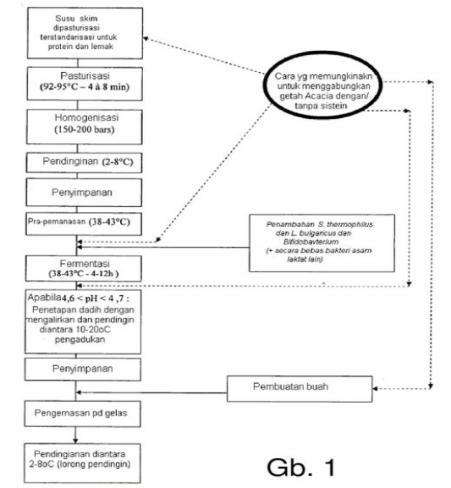 Susu skim
dipasturisasi
terstandarisasi untuk
protein dan lemak
Pasturisasi
(92-95°C – 4 à 8 min)
Homogenisasi
(150-200 bars)
Pendinginan (2-8°C)
Penyimpanan
Pra-pemanasan (38-43°C)
Fermentasi
(38-43°C - 4-12h )
Apabila4,6 < pH < 4 ,7 :
Penetapan dadih dengan
mengalirkan dan pendingin
diantara 10-20oC
pengadukan
Penyimpanan
Pengemasan pd gelas
Pendingianan diantara
2-8oC (lorong pendingin)
Cara yg memungkinakn
untuk menggabungkan
getah Acacia dengan/
tanpa sistein
Penambahan S. thermophilus
dan L. bulgaricus dan
Bifidobavterium
(+ secara bebas bakteri asam
laktat lain)
Pembuatan buah
Gb. 1